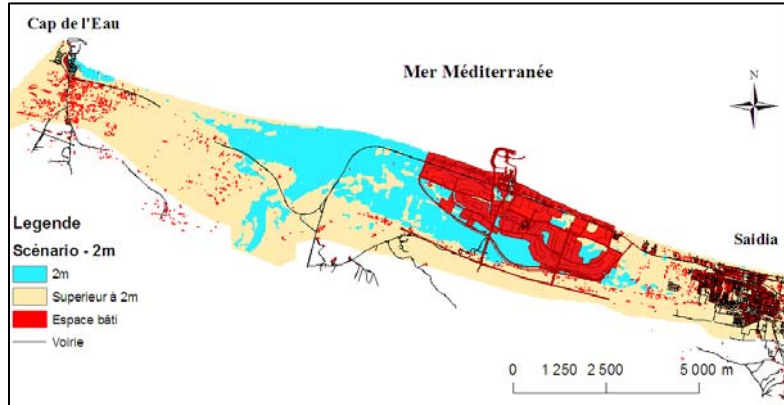 Cap de l'Eau
Mer Méditerranée
N
Saidia
Legende
Scénario - 2m
2m
Superieur à 2m
Espace bâti
Voirie
0 1 250 2 500 5 000 m